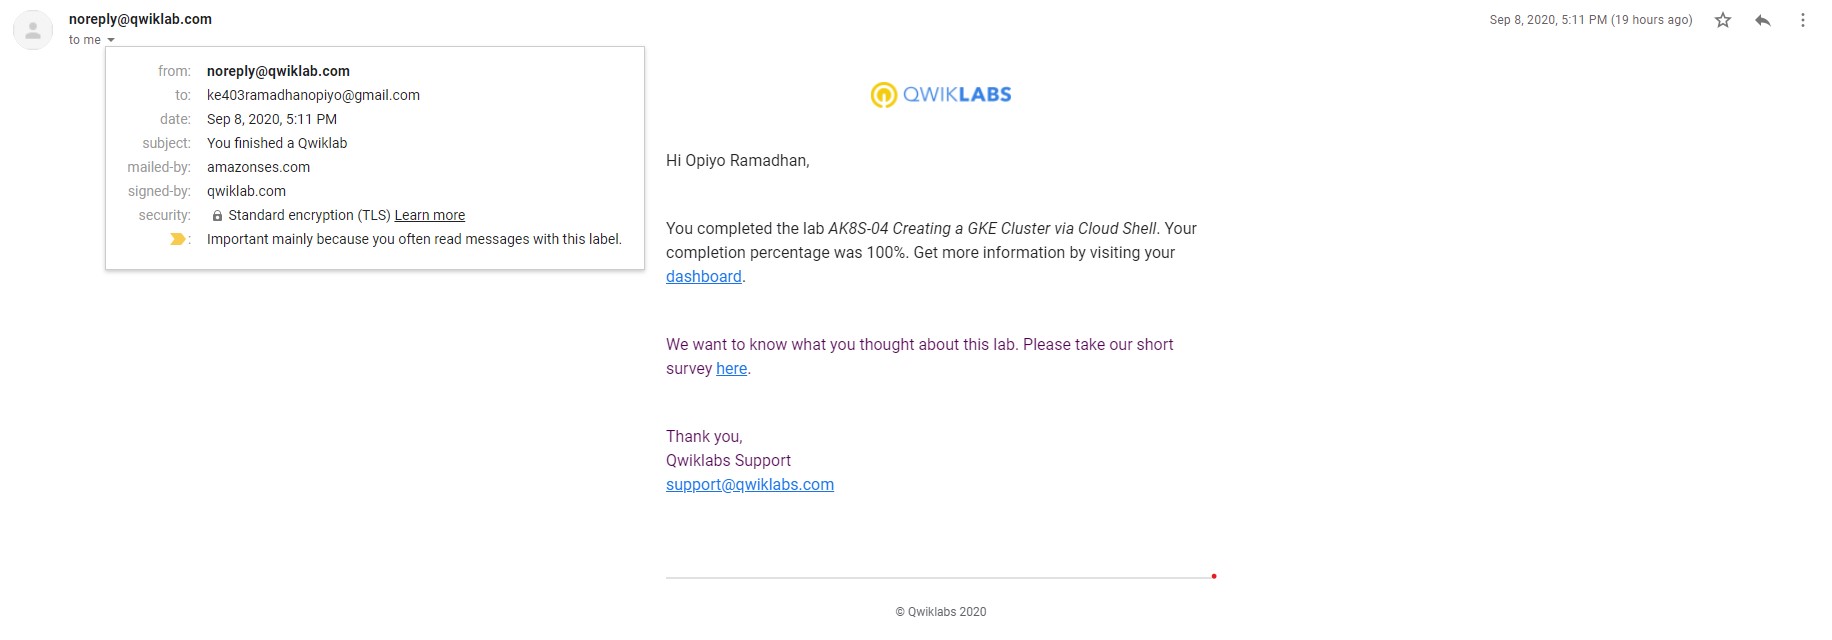 noreply@qwiklab.com
Sep 8, 2020, 5:11 PM (19 hours ago)
to me
from: noreply@qwiklab.com
to: ke403ramadhanopiyo@gmail.com
date: Sep 8, 2020, 5:11 PM
subject: You finished a Qwiklab
mailed-by: amazonses.com
signed-by: qwiklab.com
security: Standard encryption (TLS) Learn more
: Important mainly because you often read messages with this label.
QWIKLABS
Hi Opiyo Ramadhan,
You completed the lab AK8S-04 Creating a GKE Cluster via Cloud Shell. Your
completion percentage was 100%. Get more information by visiting your
dashboard.
We want to know what you thought about this lab. Please take our short
survey here.
Thank you,
Qwiklabs Support
support@qwiklabs.com
© Qwiklabs 2020